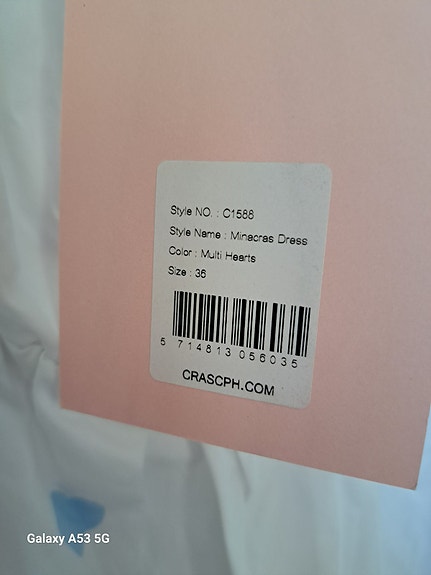 Style NO. : C1588
Style Name : Minacras Dress
Color : Multi Hearts
Size : 36
5 714813 056035
CRASCPH.COM
Galaxy A53 5G